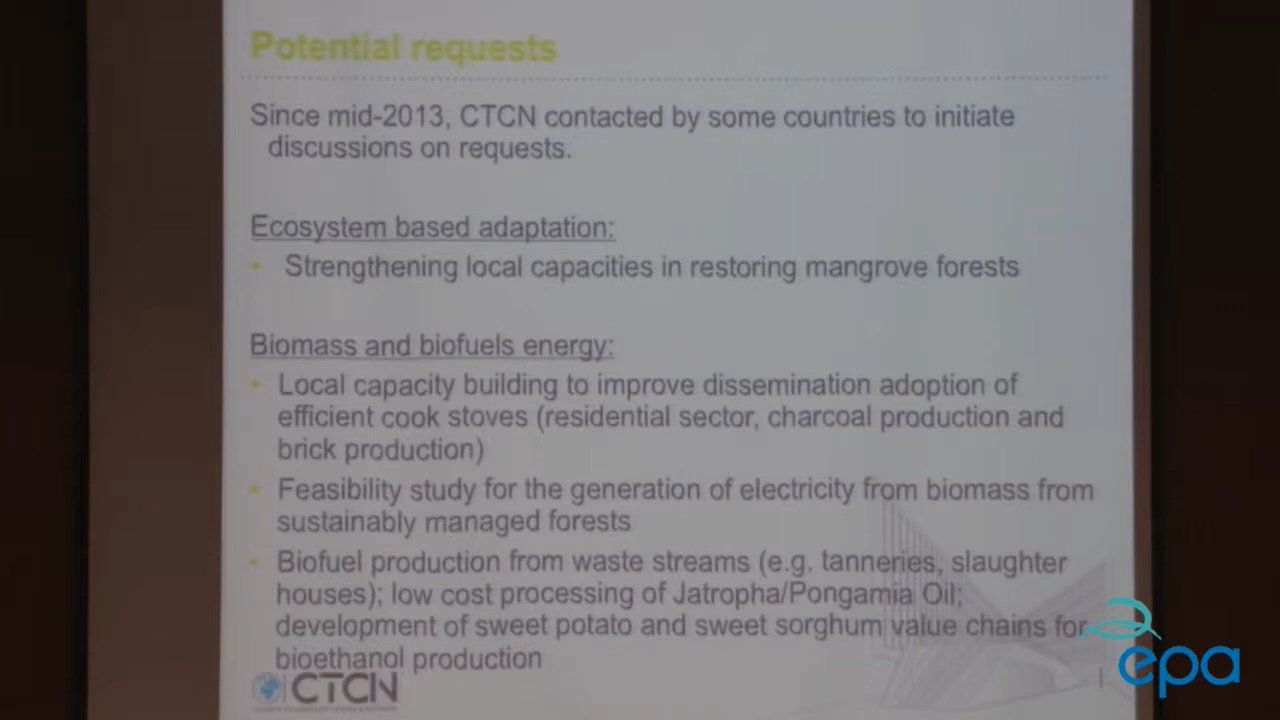 Potential requests
Since mid-2013, CTCN contacted by some countries to initiate
discussions on requests.
Ecosystem based adaptation:
• Strengthening local capacities in restoring mangrove forests
Biomass and biofuels energy:
• Local capacity building to improve dissemination adoption of
efficient cook stoves (residential sector, charcoal production and
brick production)
• Feasibility study for the generation of electricity from biomass from
sustainably managed forests
• Biofuel production from waste streams (e.g. tanneries, slaughter
houses); low cost processing of Jatropha/Pongamia Oil;
development of sweet potato and sweet sorghum value chains for
bioethanol production
CTCN
epa